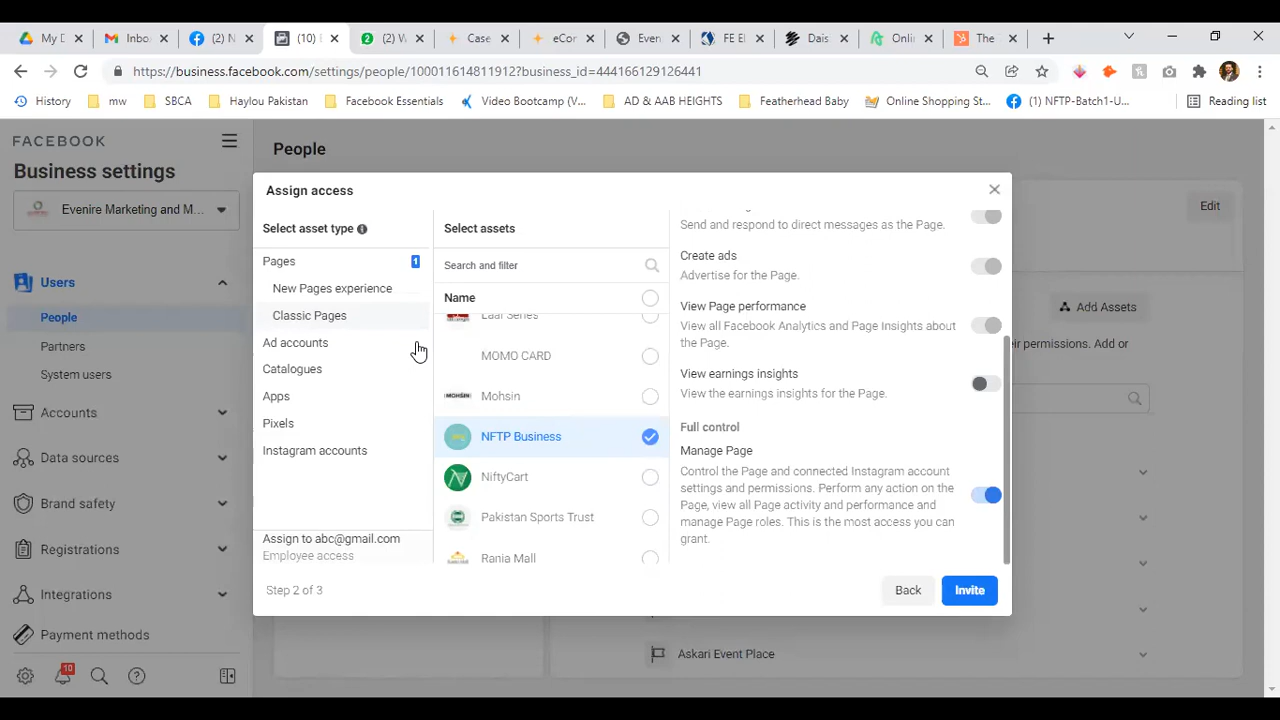 My D
Inbo
(2) N
(10)
(2) W
Case
eCor
Even
FE El
Dais
Onli
The
https://business.facebook.com/settings/people/100011614811912?business_id=444166129126441
History
mw
SBCA
Haylou Pakistan
Facebook Essentials
Video Bootcamp (V...
AD & AAB HEIGHTS
Featherhead Baby
Online Shopping St...
(1) NFTP-Batch1-U...
Reading list
FACEBOOK
Business settings
Evenire Marketing and M...
Users
People
Partners
System users
Accounts
Data sources
Brand safety
Registrations
Integrations
Payment methods
10
People
Edit
Add Assets
eir permissions. Add or
Askari Event Place
Assign access
Select asset type
Pages
1
New Pages experience
Classic Pages
Ad accounts
Catalogues
Apps
Pixels
Instagram accounts
Assign to abc@gmail.com
Employee access
Select assets
Search and filter
Name
Laal Series
MOMO CARD
MOHSIN
Mohsin
NFTP Business
NiftyCart
Pakistan Sports Trust
Rania Mall
Send and respond to direct messages as the Page.
Create ads
Advertise for the Page.
View Page performance
View all Facebook Analytics and Page Insights about
the Page.
View earnings insights
View the earnings insights for the Page.
Full control
Manage Page
Control the Page and connected Instagram account
settings and permissions. Perform any action on the
Page, view all Page activity and performance and
manage Page roles. This is the most access you can
grant.
Step 2 of 3
Back
Invite